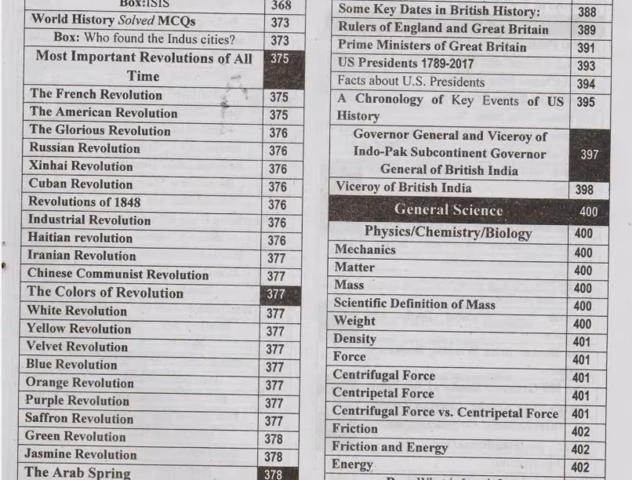 Box:ISIS 368
World History Solved MCQs 373
Box: Who found the Indus cities? 373
Most Important Revolutions of All 375
Time
The French Revolution 375
The American Revolution 375
The Glorious Revolution 376
Russian Revolution 376
Xinhai Revolution 376
Cuban Revolution 376
Revolutions of 1848 376
Industrial Revolution 376
Haitian revolution 376
Iranian Revolution 377
Chinese Communist Revolution 377
The Colors of Revolution 377
White Revolution 377
Yellow Revolution 377
Velvet Revolution 377
Blue Revolution 377
Orange Revolution 377
Purple Revolution 377
Saffron Revolution 377
Green Revolution 378
Jasmine Revolution 378
The Arab Spring 378
Some Key Dates in British History: 388
Rulers of England and Great Britain 389
Prime Ministers of Great Britain 391
US Presidents 1789-2017 393
Facts about U.S. Presidents 394
A Chronology of Key Events of US 395
History
Governor General and Viceroy of
Indo-Pak Subcontinent Governor 397
General of British India
Viceroy of British India 398
General Science 400
Physics/Chemistry/Biology 400
Mechanics 400
Matter 400
Mass 400
Scientific Definition of Mass 400
Weight 400
Density 401
Force 401
Centrifugal Force 401
Centripetal Force 401
Centrifugal Force vs. Centripetal Force 401
Friction 402
Friction and Energy 402
Energy 402